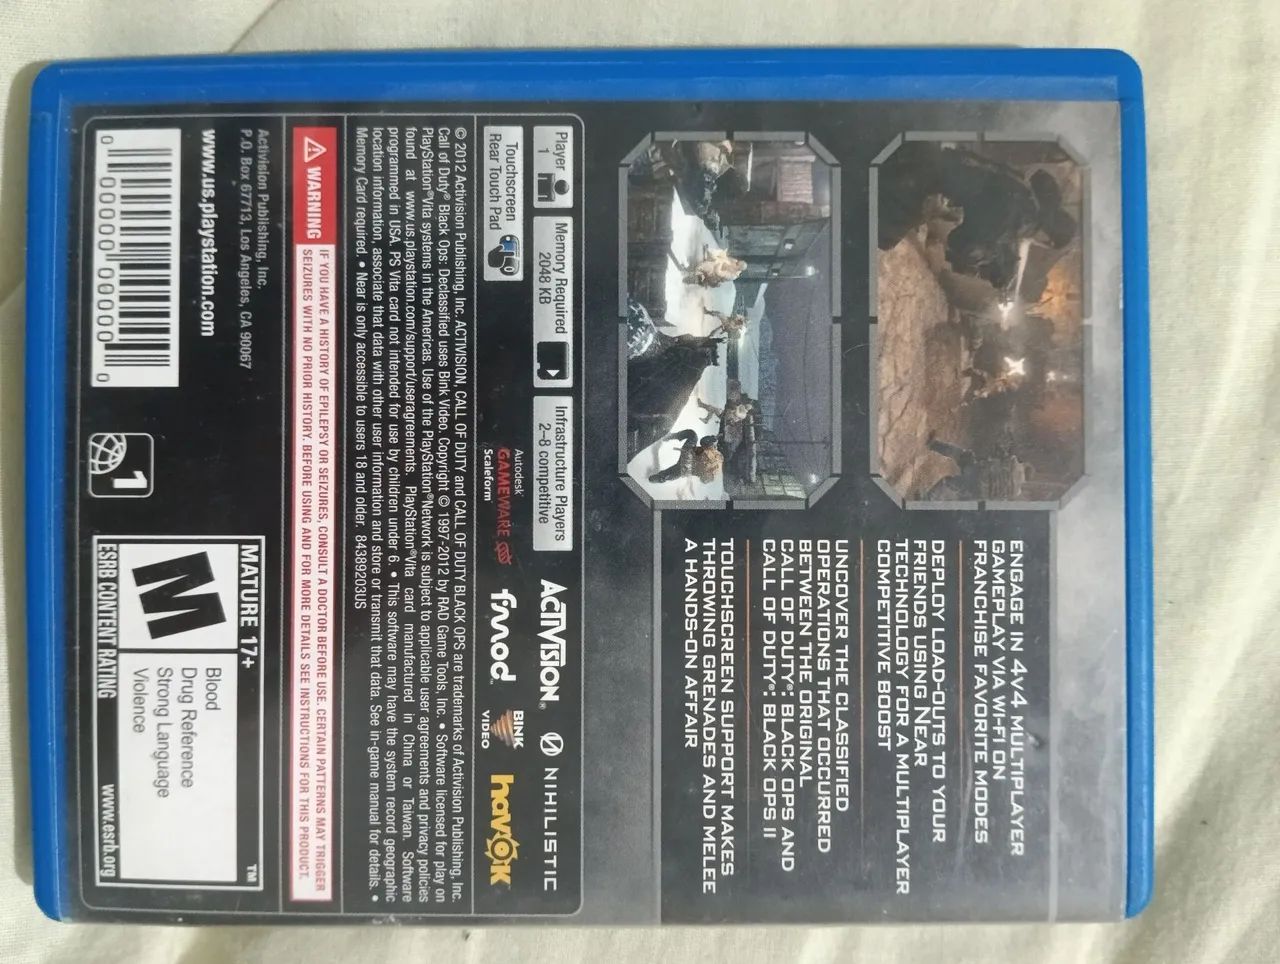 ENGAGE IN 4V4 MULTIPLAYER
GAMEPLAY VIA WI-FI ON
FRANCHISE FAVORITE MODES
DEPLOY LOAD-OUTS TO YOUR
FRIENDS USING NEAR
TECHNOLOGY FOR A MULTIPLAYER
COMPETITIVE BOOST
UNCOVER THE CLASSIFIED
OPERATIONS THAT OCCURRED
BETWEEN THE ORIGINAL
CALL OF DUTY®: BLACK OPS AND
CALL OF DUTY®: BLACK OPS II
TOUCHSCREEN SUPPORT MAKES
THROWING GRENADES AND MELEE
A HANDS-ON AFFAIR
Player
1
Memory Required
2048 KB
Infrastructure Players
2–8 competitive
Touchscreen
Rear Touch Pad
ACTIVISION®
NIHILISTIC
Autodesk
GAMEWARE
Scaleform
fmod™
BINK
VIDEO
havok
© 2012 Activision Publishing, Inc. ACTIVISION, CALL OF DUTY and CALL OF DUTY BLACK OPS are trademarks of Activision Publishing, Inc.
Call of Duty® Black Ops: Declassified uses Bink Video. Copyright © 1997-2012 by RAD Game Tools, Inc. • Software licensed for play on
PlayStation®Vita systems in the Americas. Use of the PlayStation®Network is subject to applicable user agreements and privacy policies
found at www.us.playstation.com/support/useragreements. PlayStation®Vita card manufactured in China or Taiwan. Software
programmed in USA. PS Vita card not intended for use by children under 6. • This software may have the system record geographic
location information, associate that data with other user information and store or transmit that data. See in-game manual for details. •
Memory Card required. • Near is only accessible to users 18 and older. 84389203US
WARNING
IF YOU HAVE A HISTORY OF EPILEPSY OR SEIZURES, CONSULT A DOCTOR BEFORE USE. CERTAIN PATTERNS MAY TRIGGER
SEIZURES WITH NO PRIOR HISTORY. BEFORE USING AND FOR MORE DETAILS SEE INSTRUCTIONS FOR THIS PRODUCT.
Activision Publishing, Inc.
P.O. Box 67713, Los Angeles, CA 90067
www.us.playstation.com
0 00000 00000 0
1
MATURE 17+
M
ESRB CONTENT RATING
Blood
Drug Reference
Strong Language
Violence
www.esrb.org
TM